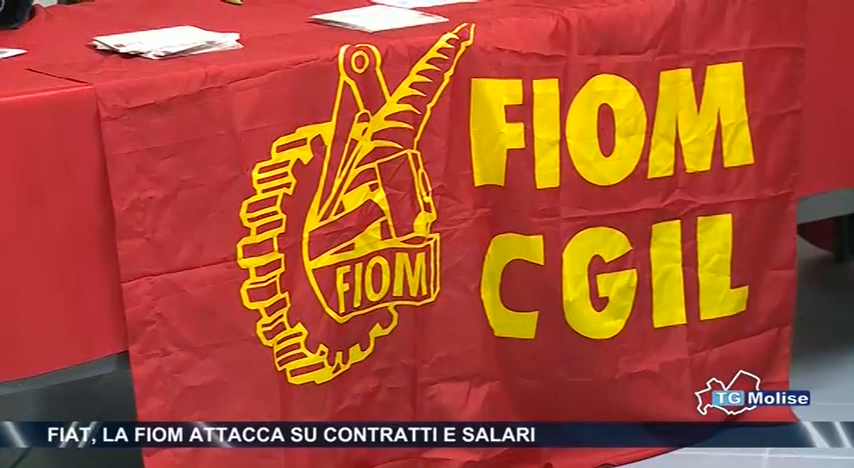 FIOM
CGIL
FIOM
TG Molise
FIAT, LA FIOM ATTACCA SU CONTRATTI E SALARI